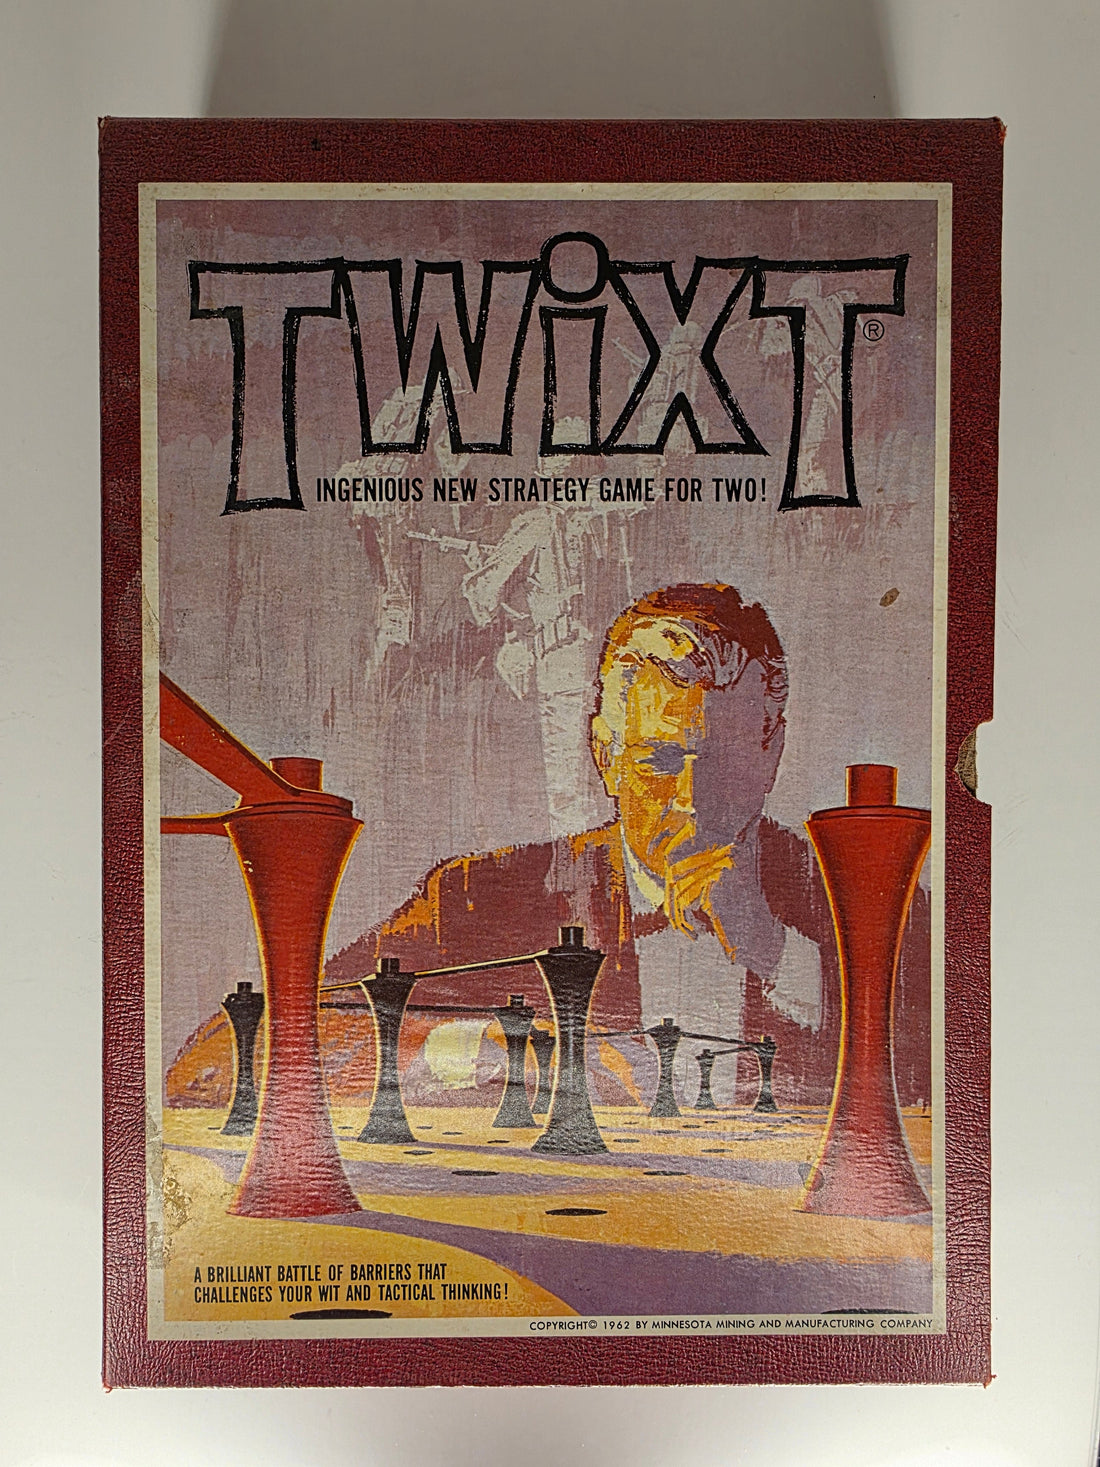 TWiXT®
INGENIOUS NEW STRATEGY GAME FOR TWO!
A BRILLIANT BATTLE OF BARRIERS THAT
CHALLENGES YOUR WIT AND TACTICAL THINKING!
COPYRIGHT© 1962 BY MINNESOTA MINING AND MANUFACTURING COMPANY